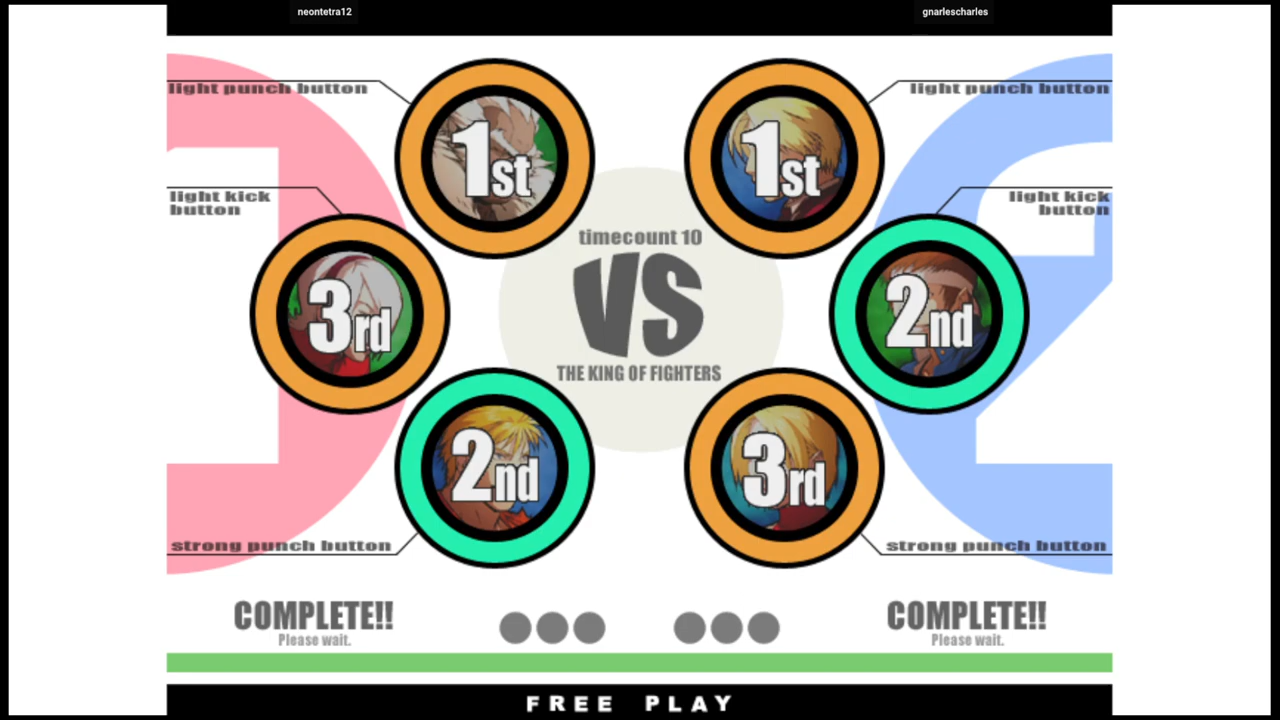 neontetra12
gnarlescharles
light punch button
light punch button
1st
1st
light kick
button
light kick
button
timecount 10
VS
THE KING OF FIGHTERS
3rd
2nd
2nd
3rd
strong punch button
strong punch button
COMPLETE!!
Please wait.
COMPLETE!!
Please wait.
FREE PLAY
1
2